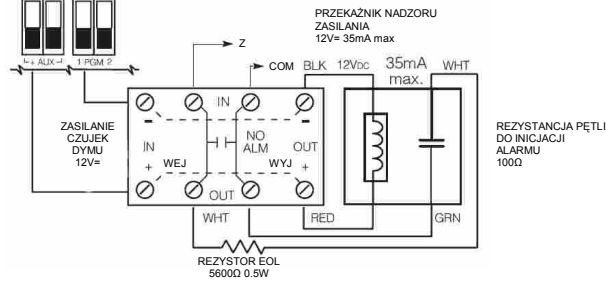 PRZEKAŹNIK NADZORU
ZASILANIA
12V= 35mA max
Z
COM
BLK
12VDC
35mA
max.
WHT
+ AUX -
1 PGM 2
IN
ZASILANIE
CZUJEK
DYMU
12V=
-
-
IN
+
NO
ALM
OUT
+
WEJ
WYJ
OUT
REZYSTANCJA PĘTLI
DO INICJACJI
ALARMU
100Ω
WHT
RED
GRN
REZYSTOR EOL
5600Ω 0.5W